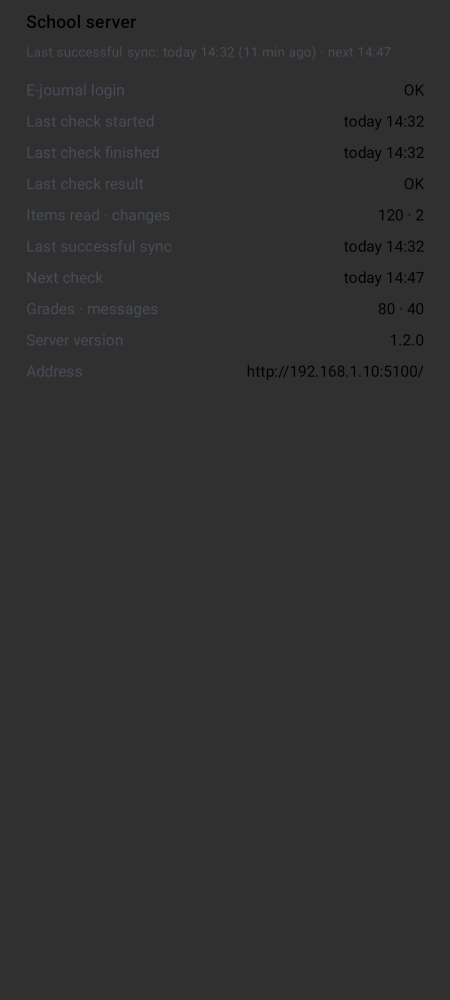 School server
Last successful sync: today 14:32 (11 min ago) · next 14:47
E-journal login OK
Last check started today 14:32
Last check finished today 14:32
Last check result OK
Items read · changes 120 · 2
Last successful sync today 14:32
Next check today 14:47
Grades · messages 80 · 40
Server version 1.2.0
Address http://192.168.1.10:5100/